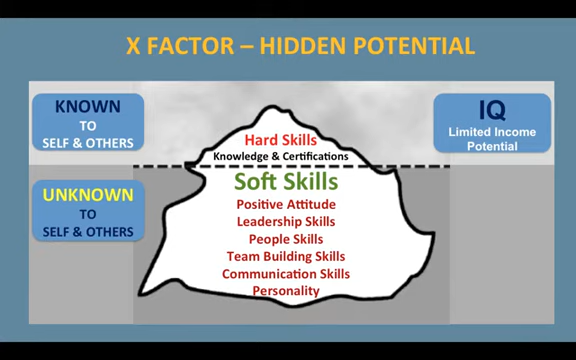 X FACTOR – HIDDEN POTENTIAL
KNOWN
TO
SELF & OTHERS
IQ
Limited Income
Potential
Hard Skills
Knowledge & Certifications
Soft Skills
UNKNOWN
TO
SELF & OTHERS
Positive Attitude
Leadership Skills
People Skills
Team Building Skills
Communication Skills
Personality